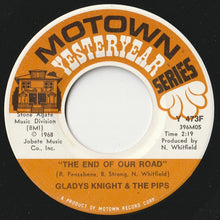 MOTOWN
YESTERYEAR
SERIES
Stone Agate
Music Division
[BMI]
© 1968
Jobete Music
Co., Inc.
Y 473F
396M05
Time 2:19
Produced by
N. Whitfield
"THE END OF OUR ROAD"
(R. Penzabene, B. Strong, N. Whitfield)
GLADYS KNIGHT & THE PIPS
A PRODUCT OF MOTOWN RECORD CORP.